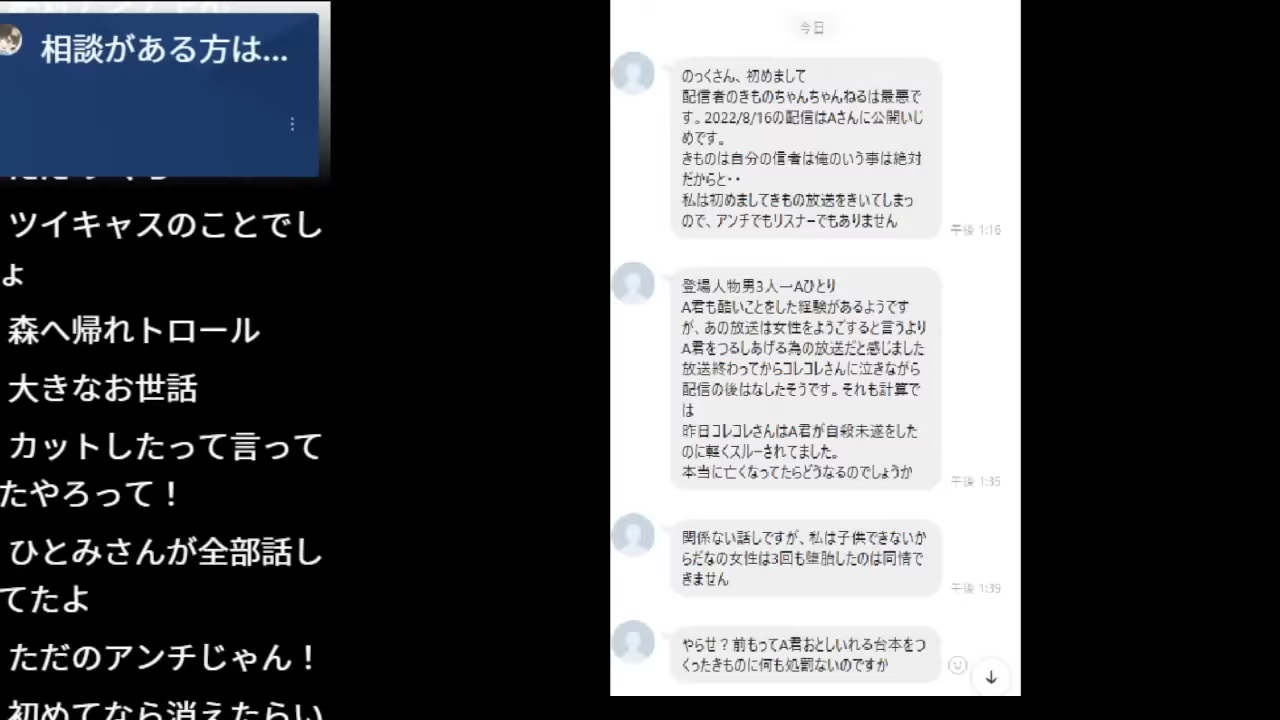 相談がある方は...
ツイキャスのことでし
ょ
森へ帰れトロール
大きなお世話
カットしたって言って
たやろって！
ひとみさんが全部話し
てたよ
ただのアンチじゃん！
初めてなら消えたらい
今日
のっくさん、初めまして
配信者のきものちゃんちゃんねるは最悪で
す。2022/8/16の配信はAさんに公開いじ
めです。
きものは自分の信者は俺のいう事は絶対
だからと・・
私は初めましてきもの放送をきいてしまっ
ので、アンチでもリスナーでもありません
午後 1:16
登場人物男3人一Aひとり
A君も酷いことをした経験があるようです
が、あの放送は女性をようごすると言うより
A君をつるしあげる為の放送だと感じました
放送終わってからコレコレさんに泣きながら
配信の後はなしたそうです。それも計算で
は
昨日コレコレさんはA君が自殺未遂をした
のに軽くスルーされてました。
本当に亡くなってたらどうなるのでしょうか
午後 1:35
関係ない話しですが、私は子供できないか
らだなの女性は3回も堕胎したのは同情で
きません
午後 1:39
やらせ？前もってA君おとしいれる台本をつ
くったきものに何も処罰ないのですか